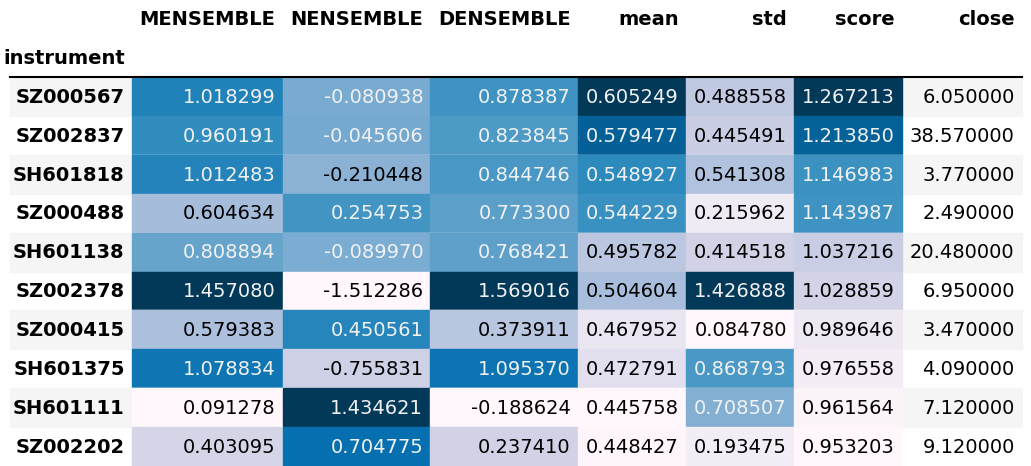 MENSEMBLE NENSEMBLE DENSEMBLE mean std score close
instrument
SZ000567 1.018299 -0.080938 0.878387 0.605249 0.488558 1.267213 6.050000
SZ002837 0.960191 -0.045606 0.823845 0.579477 0.445491 1.213850 38.570000
SH601818 1.012483 -0.210448 0.844746 0.548927 0.541308 1.146983 3.770000
SZ000488 0.604634 0.254753 0.773300 0.544229 0.215962 1.143987 2.490000
SH601138 0.808894 -0.089970 0.768421 0.495782 0.414518 1.037216 20.480000
SZ002378 1.457080 -1.512286 1.569016 0.504604 1.426888 1.028859 6.950000
SZ000415 0.579383 0.450561 0.373911 0.467952 0.084780 0.989646 3.470000
SH601375 1.078834 -0.755831 1.095370 0.472791 0.868793 0.976558 4.090000
SH601111 0.091278 1.434621 -0.188624 0.445758 0.708507 0.961564 7.120000
SZ002202 0.403095 0.704775 0.237410 0.448427 0.193475 0.953203 9.120000